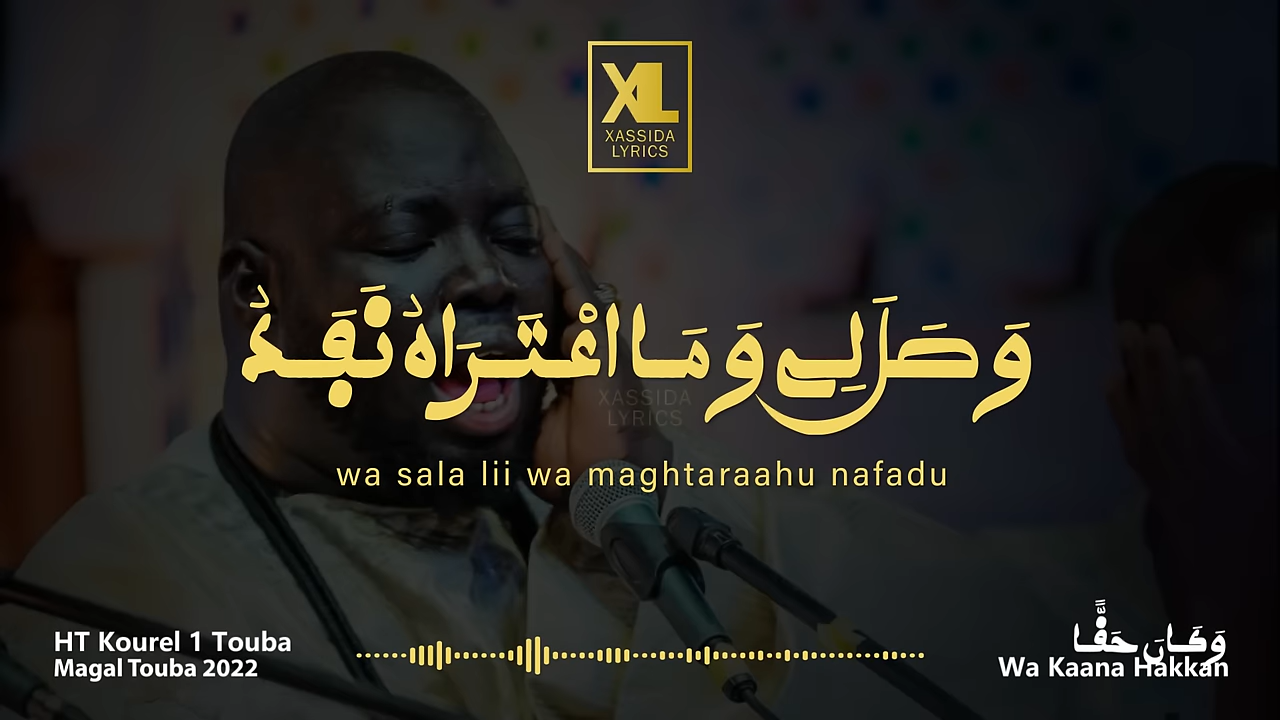 XL
XASSIDA
LYRICS
وَصَلَ لِي وَمَا اعْتَرَاهُ نَفَدُ
XASSIDA
LYRICS
wa sala lii wa maghtaraahu nafadu
HT Kourel 1 Touba
Magal Touba 2022
وَكَانَ حَقًّا
Wa Kaana Hakkan